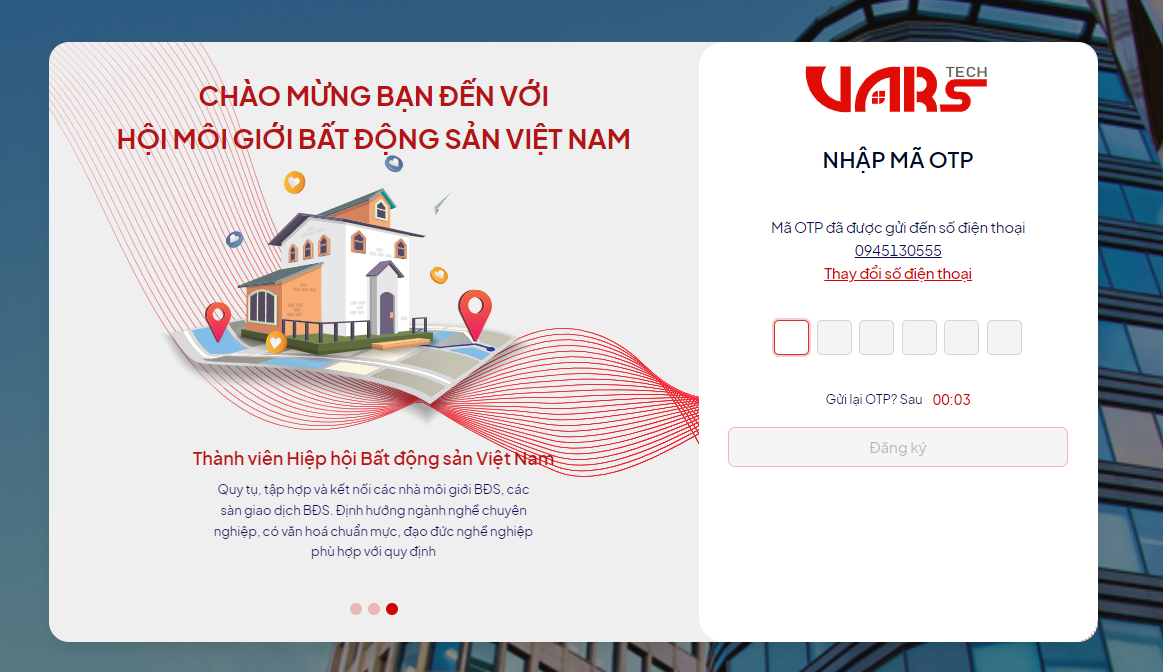 CHÀO MỪNG BẠN ĐẾN VỚI
HỘI MÔI GIỚI BẤT ĐỘNG SẢN VIỆT NAM
Thành viên Hiệp hội Bất động sản Việt Nam
Quy tụ, tập hợp và kết nối các nhà môi giới BĐS, các
sàn giao dịch BĐS. Định hướng ngành nghề chuyên
nghiệp, có văn hoá chuẩn mực, đạo đức nghề nghiệp
phù hợp với quy định
VARS TECH
NHẬP MÃ OTP
Mã OTP đã được gửi đến số điện thoại
0945130555
Thay đổi số điện thoại
Gửi lại OTP? Sau 00:03
Đăng ký